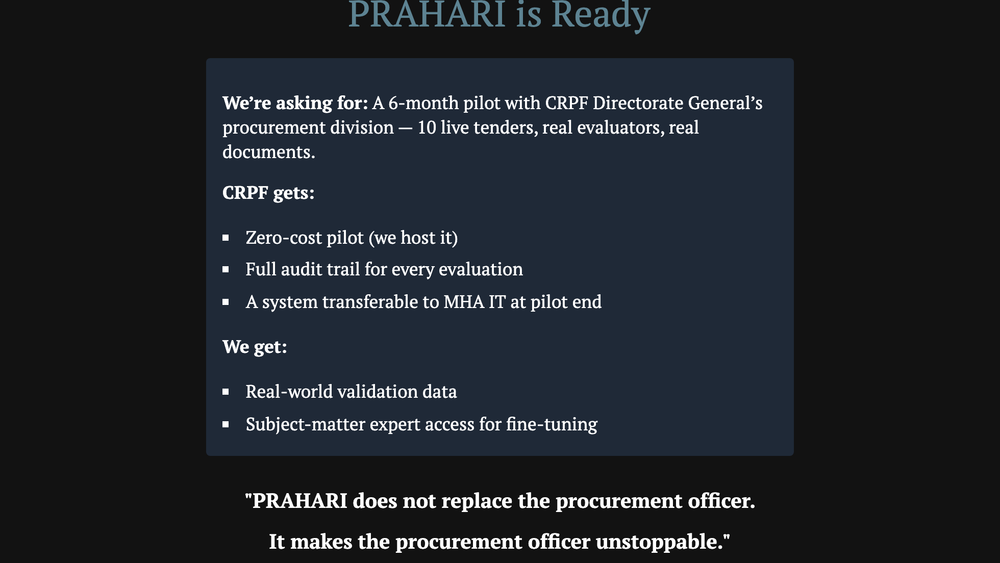 PRAHARI is Ready
We’re asking for: A 6-month pilot with CRPF Directorate General’s
procurement division — 10 live tenders, real evaluators, real
documents.
CRPF gets:
▪ Zero-cost pilot (we host it)
▪ Full audit trail for every evaluation
▪ A system transferable to MHA IT at pilot end
We get:
▪ Real-world validation data
▪ Subject-matter expert access for fine-tuning
"PRAHARI does not replace the procurement officer.
It makes the procurement officer unstoppable."